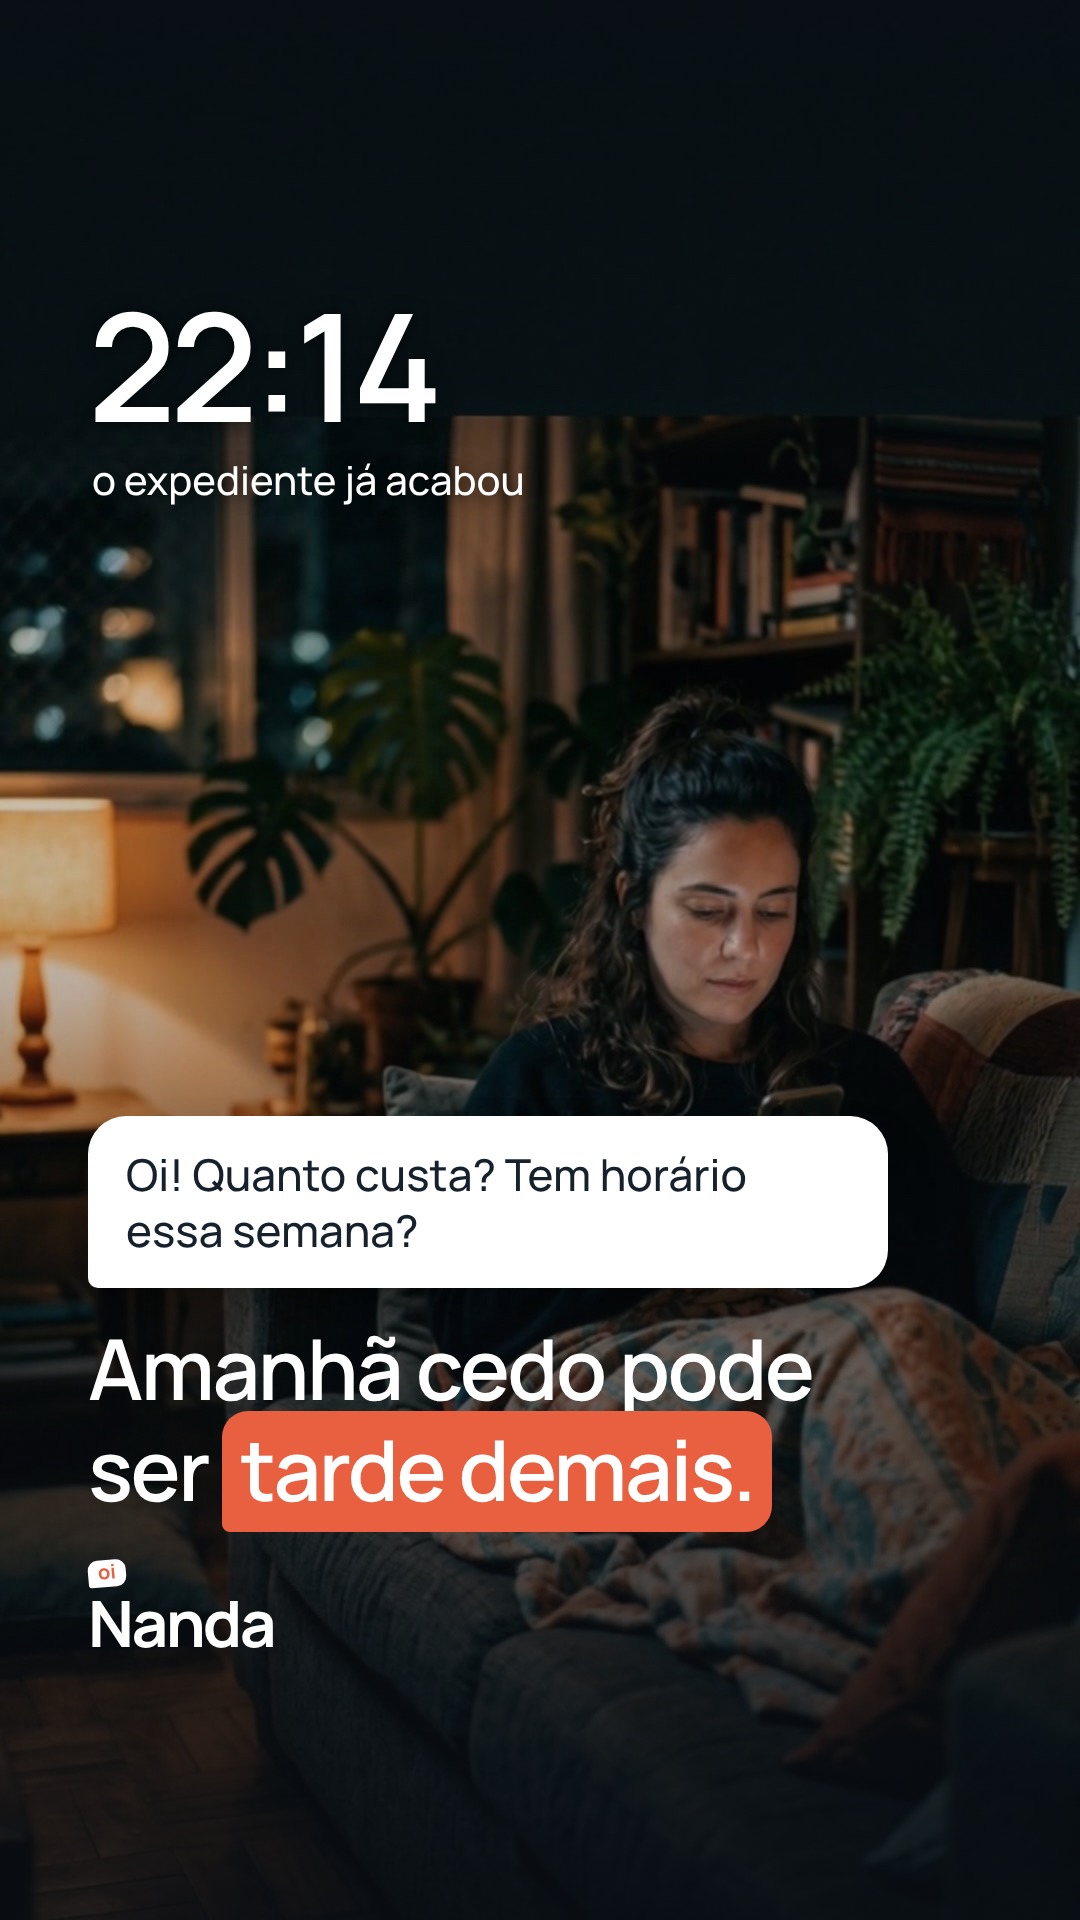 22:14
o expediente já acabou
Oi! Quanto custa? Tem horário
essa semana?
Amanhã cedo pode
ser tarde demais.
oi
Nanda